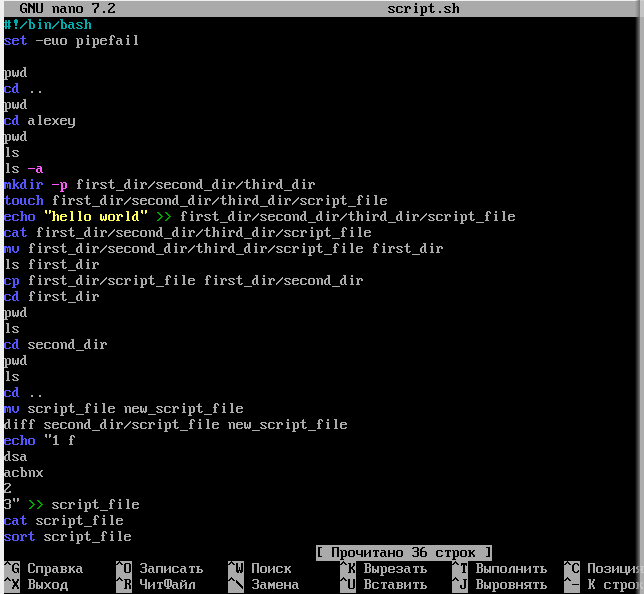 GNU nano 7.2 script.sh
#!/bin/bash
set -euo pipefail
pwd
cd ..
pwd
cd alexey
pwd
ls
ls -a
mkdir -p first_dir/second_dir/third_dir
touch first_dir/second_dir/third_dir/script_file
echo "hello world" >> first_dir/second_dir/third_dir/script_file
cat first_dir/second_dir/third_dir/script_file
mv first_dir/second_dir/third_dir/script_file first_dir
ls first_dir
cp first_dir/script_file first_dir/second_dir
cd first_dir
pwd
ls
cd second_dir
pwd
ls
cd ..
mv script_file new_script_file
diff second_dir/script_file new_script_file
echo "1 f
dsa
acbnx
2
3" >> script_file
cat script_file
sort script_file
[ Прочитано 36 строк ]
^G Справка ^O Записать ^W Поиск ^K Вырезать ^T Выполнить ^C Позиция
^X Выход ^R ЧитФайл ^\ Замена ^U Вставить ^J Выровнять ^- К строк